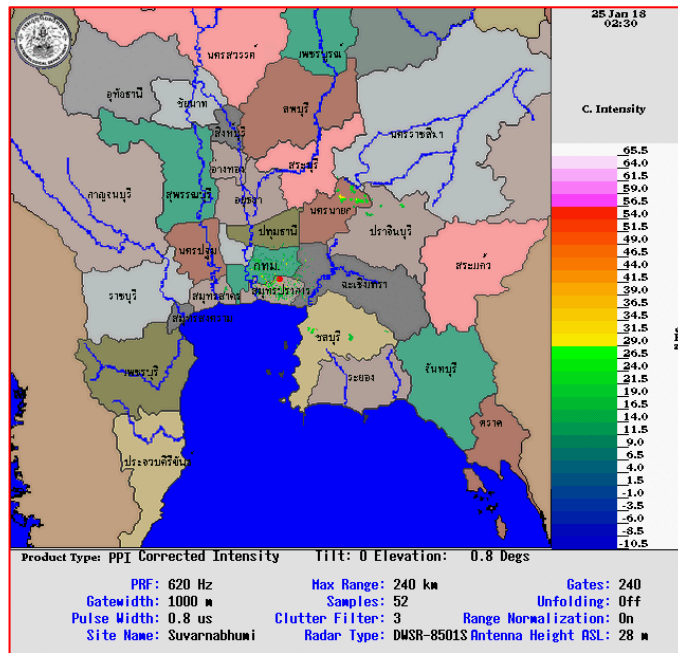 25 Jan 18
02:30
C. Intensity
นครสวรรค์
เพชรบูรณ์
อุทัยธานี
ชัยนาท
ลพบุรี
สิงหบุรี
นครราชสีมา
อ่างทอง
สระบุรี
กาญจนบุรี
สุพรรณบุรี
อยุธยา
นครนายก
ปราจีนบุรี
ปทุมธานี
นครปฐม
กทม.
สระแก้ว
ราชบุรี
สมุทรสาคร
สมุทรปราการ
ฉะเชิงเทรา
สมุทรสงคราม
ชลบุรี
เพชรบุรี
ระยอง
จันทบุรี
ตราด
ประจวบคีรีขันธ์
65.5
64.0
61.5
59.0
56.5
54.0
51.5
49.0
46.5
44.0
41.5
39.0
36.5
34.0
31.5
29.0
26.5
24.0
21.5
19.0
16.5
14.0
11.5
9.0
6.5
4.0
1.5
-1.0
-3.5
-6.0
-8.5
-10.5
Product Type: PPI Corrected Intensity Tilt: 0 Elevation: 0.8 Degs
PRF: 620 Hz Max Range: 240 km Gates: 240
Gatewidth: 1000 m Samples: 52 Unfolding: Off
Pulse Width: 0.8 us Clutter Filter: 3 Range Normalization: On
Site Name: Suvarnabhumi Radar Type: DWSR-8501S Antenna Height ASL: 28 m